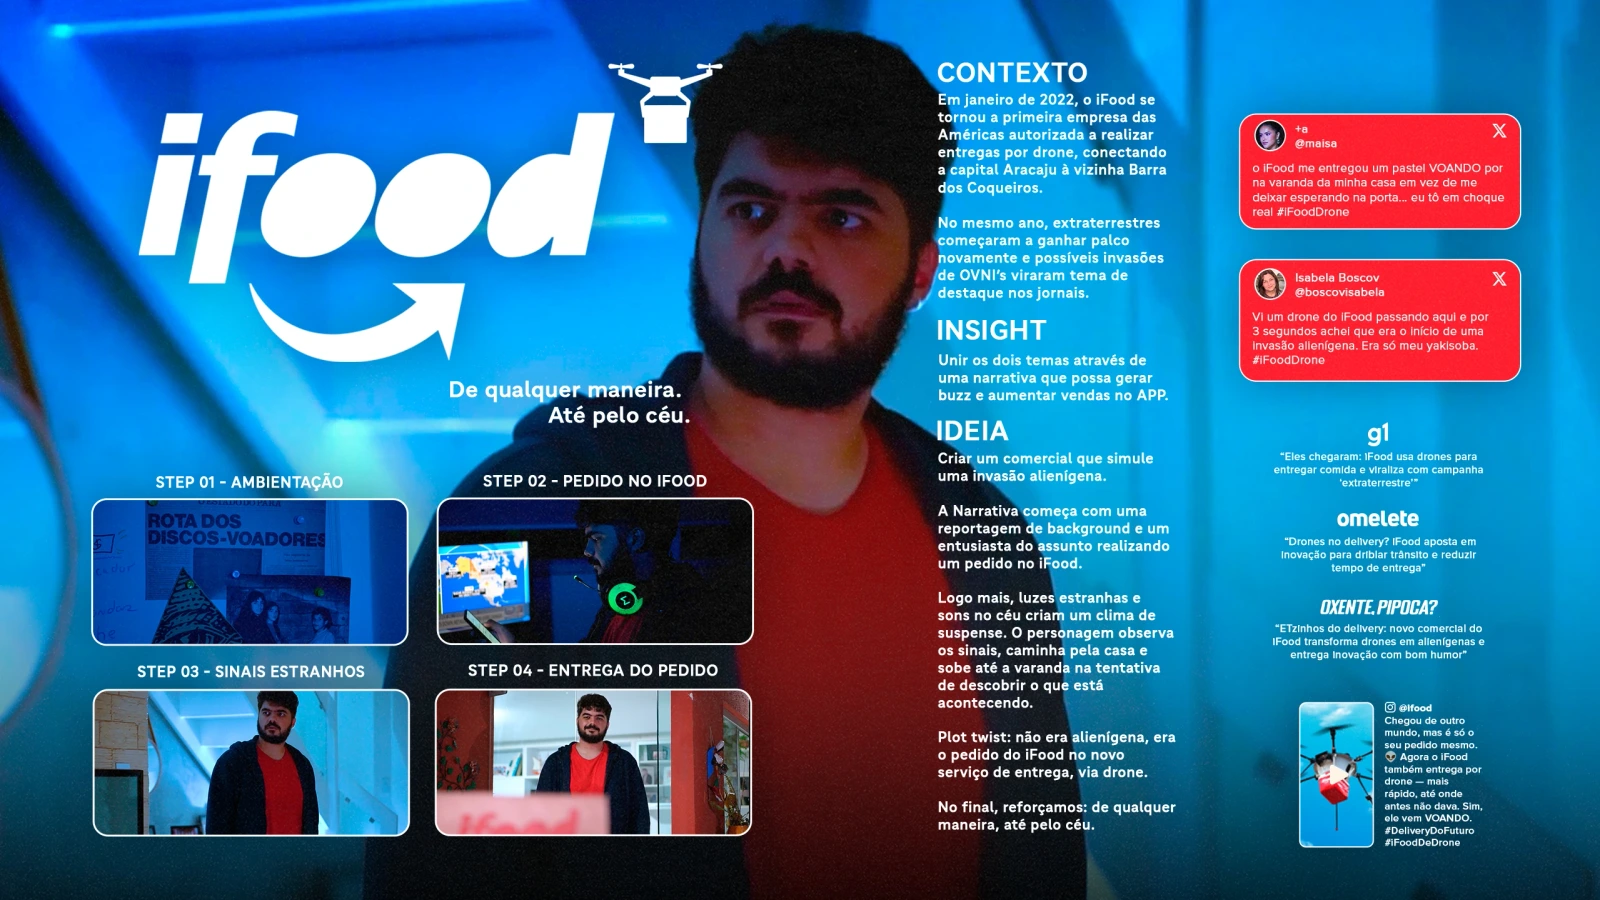 ifood
De qualquer maneira.
Até pelo céu.
STEP 01 - AMBIENTAÇÃO
ROTA DOS
DISCOS-VOADORES
STEP 02 - PEDIDO NO IFOOD
STEP 03 - SINAIS ESTRANHOS
STEP 04 - ENTREGA DO PEDIDO
ifood
CONTEXTO
Em janeiro de 2022, o iFood se
tornou a primeira empresa das
Américas autorizada a realizar
entregas por drone, conectando
a capital Aracaju à vizinha Barra
dos Coqueiros.
No mesmo ano, extraterrestres
começaram a ganhar palco
novamente e possíveis invasões
de OVNI's viraram tema de
destaque nos jornais.
INSIGHT
Unir os dois temas através de
uma narrativa que possa gerar
buzz e aumentar vendas no APP.
IDEIA
Criar um comercial que simule
uma invasão alienígena.
A Narrativa começa com uma
reportagem de background e um
entusiasta do assunto realizando
um pedido no iFood.
Logo mais, luzes estranhas e
sons no céu criam um clima de
suspense. O personagem observa
os sinais, caminha pela casa e
sobe até a varanda na tentativa
de descobrir o que está
acontecendo.
Plot twist: não era alienígena, era
o pedido do iFood no novo
serviço de entrega, via drone.
No final, reforçamos: de qualquer
maneira, até pelo céu.
+a
@maisa
o iFood me entregou um pastel VOANDO por
na varanda da minha casa em vez de me
deixar esperando na porta... eu tô em choque
real #iFoodDrone
Isabela Boscov
@boscovisabela
Vi um drone do iFood passando aqui e por
3 segundos achei que era o início de uma
invasão alienígena. Era só meu yakisoba.
#iFoodDrone
g1
"Eles chegaram: iFood usa drones para
entregar comida e viraliza com campanha
'extraterrestre'"
omelete
"Drones no delivery? iFood aposta em
inovação para driblar trânsito e reduzir
tempo de entrega"
OXENTE, PIPOCA?
"ETzinhos do delivery: novo comercial do
iFood transforma drones em alienígenas e
entrega inovação com bom humor"
@ifood
Chegou de outro
mundo, mas é só o
seu pedido mesmo.
👽 Agora o iFood
também entrega por
drone — mais
rápido, até onde
antes não dava. Sim,
ele vem VOANDO.
#DeliveryDoFuturo
#iFoodDeDrone